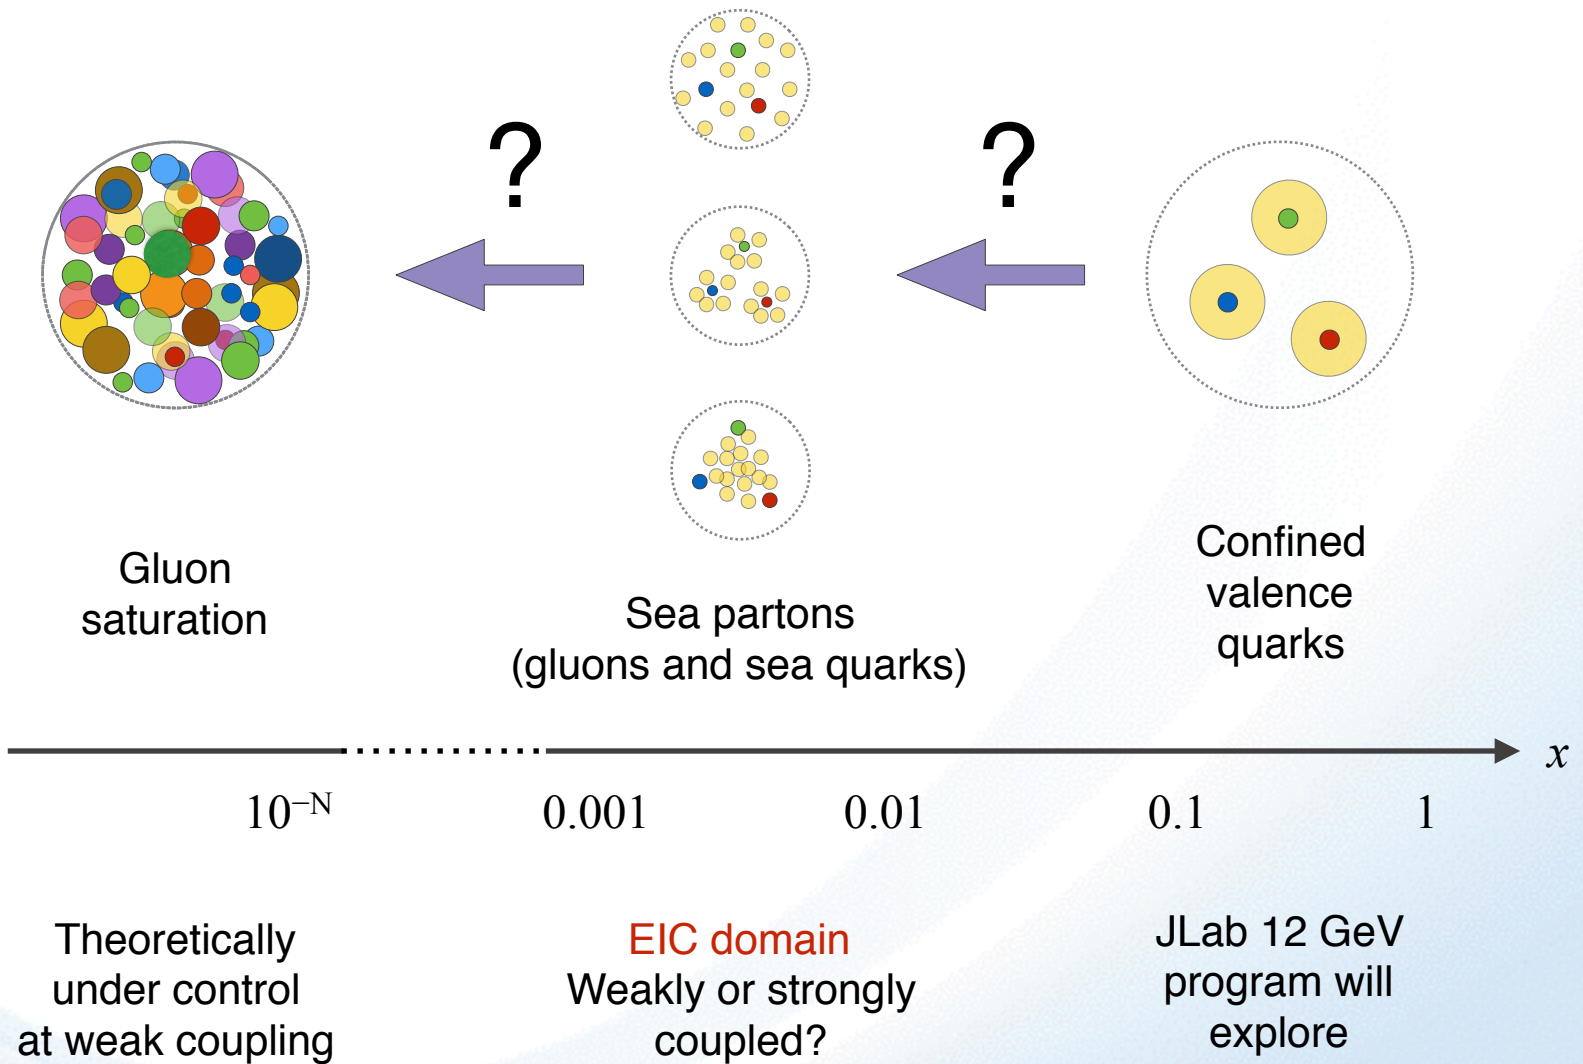 ?
?
Gluon
saturation
Sea partons
(gluons and sea quarks)
Confined
valence
quarks
x
10⁻ᴺ
0.001
0.01
0.1
1
Theoretically
under control
at weak coupling
EIC domain
Weakly or strongly
coupled?
JLab 12 GeV
program will
explore